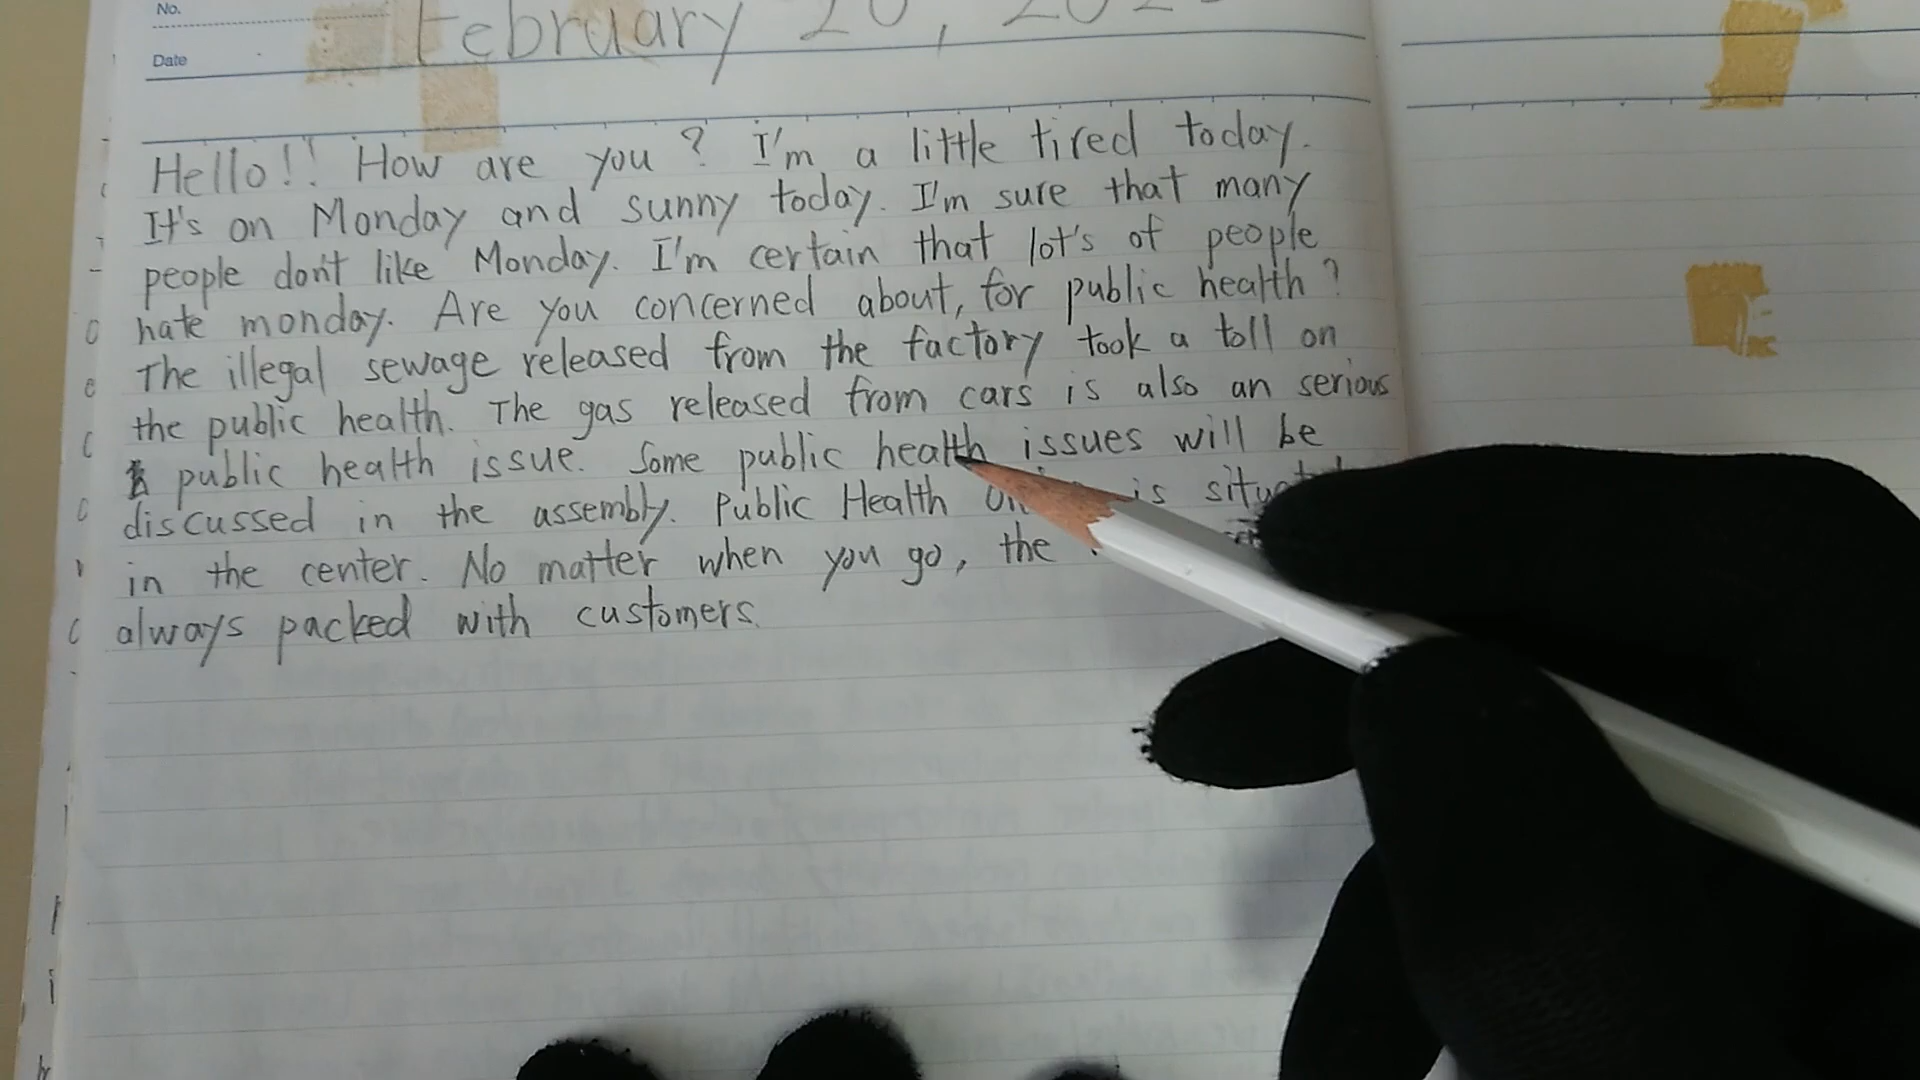 No.
February 20,
Date
Hello!! How are you? I'm a little tired today.
It's on Monday and sunny today. I'm sure that many
people don't like Monday. I'm certain that lot's of people
hate monday. Are you concerned about, for public health?
The illegal sewage released from the factory took a toll on
the public health. The gas released from cars is also an serious
public health issue. Some public health issues will be
discussed in the assembly. Public Health is
in the center. No matter when you go, the
always packed with customers.